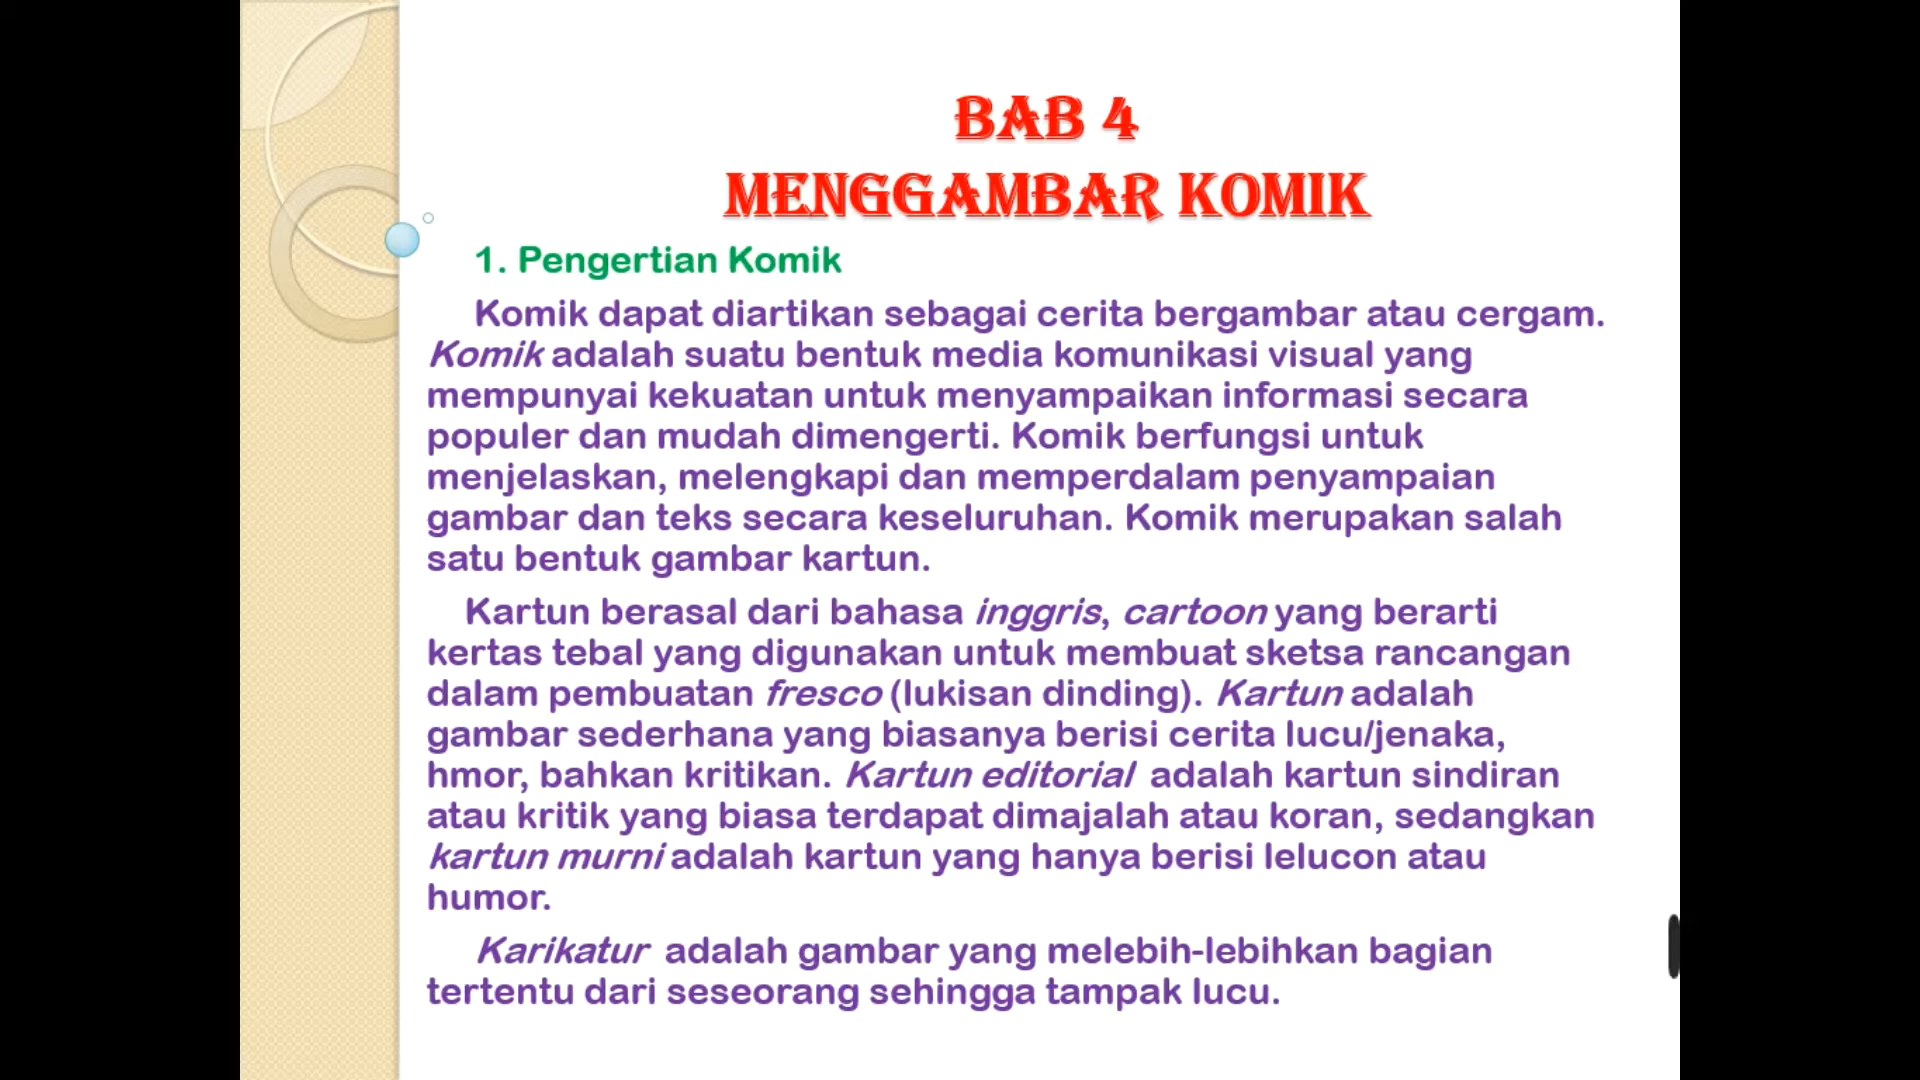 BAB 4
MENGGAMBAR KOMIK
1. Pengertian Komik
Komik dapat diartikan sebagai cerita bergambar atau cergam.
Komik adalah suatu bentuk media komunikasi visual yang
mempunyai kekuatan untuk menyampaikan informasi secara
populer dan mudah dimengerti. Komik berfungsi untuk
menjelaskan, melengkapi dan memperdalam penyampaian
gambar dan teks secara keseluruhan. Komik merupakan salah
satu bentuk gambar kartun.
Kartun berasal dari bahasa inggris, cartoon yang berarti
kertas tebal yang digunakan untuk membuat sketsa rancangan
dalam pembuatan fresco (lukisan dinding). Kartun adalah
gambar sederhana yang biasanya berisi cerita lucu/jenaka,
hmor, bahkan kritikan. Kartun editorial adalah kartun sindiran
atau kritik yang biasa terdapat dimajalah atau koran, sedangkan
kartun murni adalah kartun yang hanya berisi lelucon atau
humor.
Karikatur adalah gambar yang melebih-lebihkan bagian
tertentu dari seseorang sehingga tampak lucu.